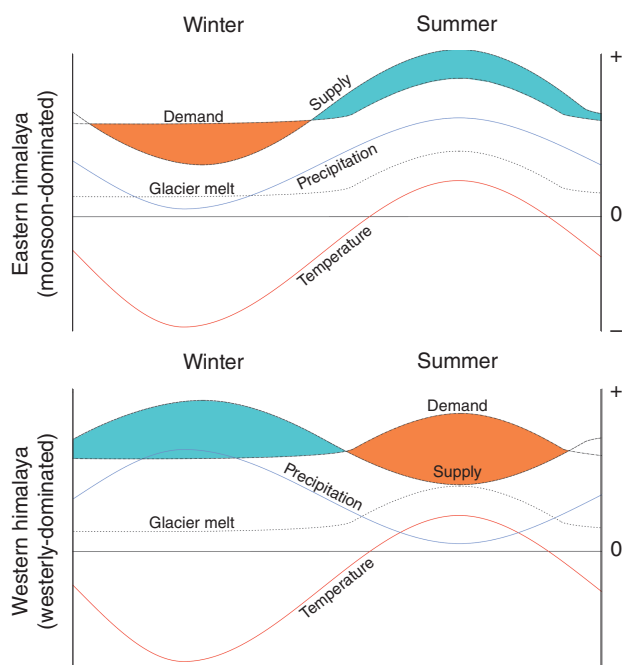 Winter Summer
+
Supply
Demand
Precipitation
Glacier melt
Eastern himalaya
(monsoon-dominated)
0
Temperature
–
Winter Summer
+
Demand
Supply
Precipitation
Glacier melt
Western himalaya
(westerly-dominated)
0
Temperature